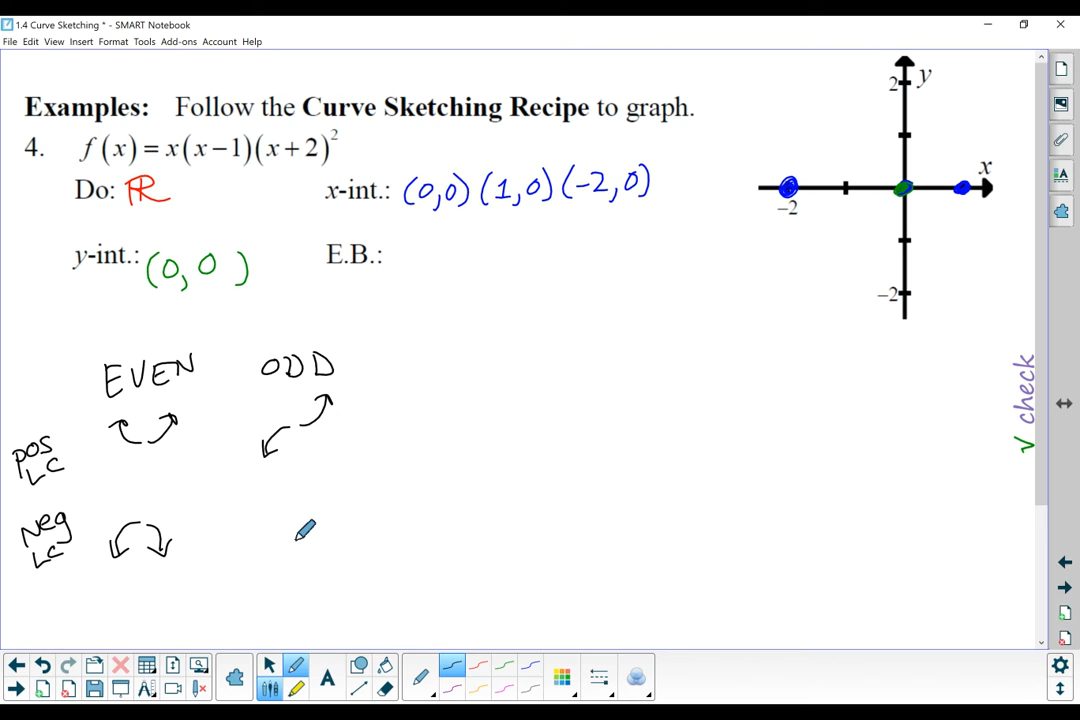 1.4 Curve Sketching * - SMART Notebook
File Edit View Insert Format Tools Add-ons Account Help
Examples: Follow the Curve Sketching Recipe to graph.
4. f(x) = x(x−1)(x+2)²
Do: ℝ x-int.: (0,0) (1,0) (-2,0)
y-int.: (0,0) E.B.:
2 y
x
−2
−2
EVEN ODD
POS
LC
Neg
LC
√ check
A